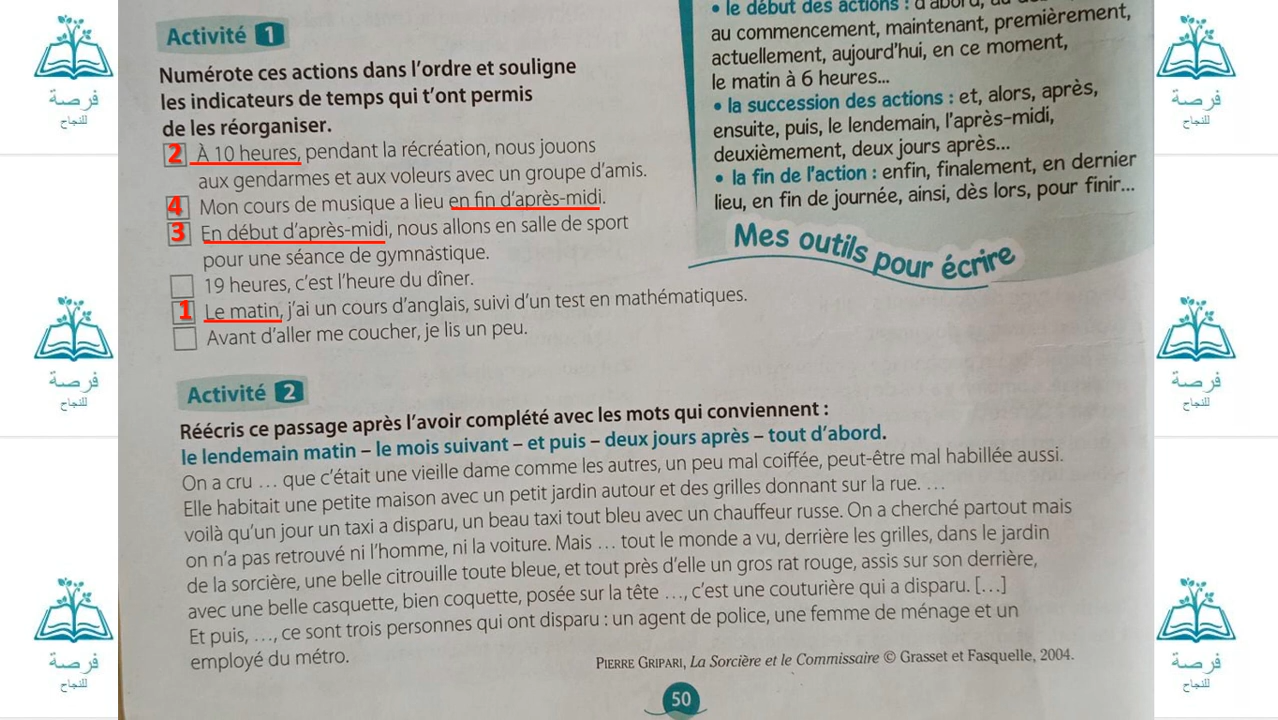 Activité 1
Numérote ces actions dans l'ordre et souligne
les indicateurs de temps qui t'ont permis
de les réorganiser.
2 À 10 heures, pendant la récréation, nous jouons
aux gendarmes et aux voleurs avec un groupe d'amis.
4 Mon cours de musique a lieu en fin d'après-midi.
3 En début d'après-midi, nous allons en salle de sport
pour une séance de gymnastique.
19 heures, c'est l'heure du dîner.
1 Le matin, j'ai un cours d'anglais, suivi d'un test en mathématiques.
Avant d'aller me coucher, je lis un peu.
• le début des actions : d'abord, au
au commencement, maintenant, premièrement,
actuellement, aujourd'hui, en ce moment,
le matin à 6 heures...
• la succession des actions : et, alors, après,
ensuite, puis, le lendemain, l'après-midi,
deuxièmement, deux jours après...
• la fin de l'action : enfin, finalement, en dernier
lieu, en fin de journée, ainsi, dès lors, pour finir...
Mes outils pour écrire
Activité 2
Réécris ce passage après l'avoir complété avec les mots qui conviennent :
le lendemain matin – le mois suivant – et puis – deux jours après – tout d'abord.
On a cru ... que c'était une vieille dame comme les autres, un peu mal coiffée, peut-être mal habillée aussi.
Elle habitait une petite maison avec un petit jardin autour et des grilles donnant sur la rue. ...
voilà qu'un jour un taxi a disparu, un beau taxi tout bleu avec un chauffeur russe. On a cherché partout mais
on n'a pas retrouvé ni l'homme, ni la voiture. Mais ... tout le monde a vu, derrière les grilles, dans le jardin
de la sorcière, une belle citrouille toute bleue, et tout près d'elle un gros rat rouge, assis sur son derrière,
avec une belle casquette, bien coquette, posée sur la tête ..., c'est une couturière qui a disparu. [...]
Et puis, ..., ce sont trois personnes qui ont disparu : un agent de police, une femme de ménage et un
employé du métro.
PIERRE GRIPARI, La Sorcière et le Commissaire © Grasset et Fasquelle, 2004.
50
فرصة
للنجاح
فرصة
للنجاح
فرصة
للنجاح
فرصة
للنجاح
فرصة
للنجاح
فرصة
للنجاح